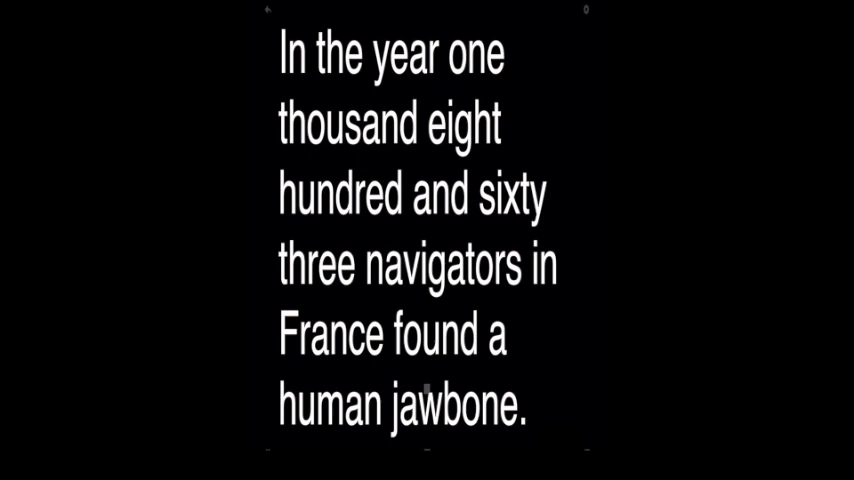 In the year one
thousand eight
hundred and sixty
three navigators in
France found a
human jawbone.